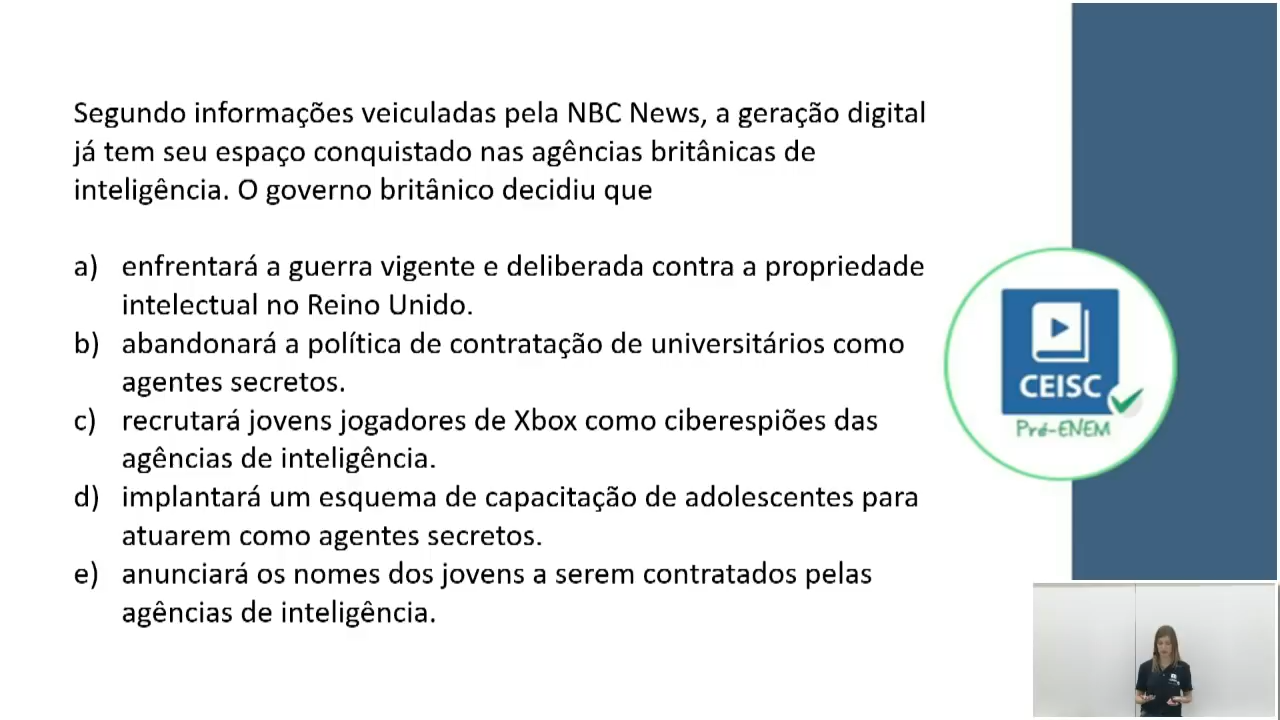 Segundo informações veiculadas pela NBC News, a geração digital
já tem seu espaço conquistado nas agências britânicas de
inteligência. O governo britânico decidiu que
a) enfrentará a guerra vigente e deliberada contra a propriedade
intelectual no Reino Unido.
b) abandonará a política de contratação de universitários como
agentes secretos.
c) recrutará jovens jogadores de Xbox como ciberespiões das
agências de inteligência.
d) implantará um esquema de capacitação de adolescentes para
atuarem como agentes secretos.
e) anunciará os nomes dos jovens a serem contratados pelas
agências de inteligência.
CEISC
Pré-ENEM